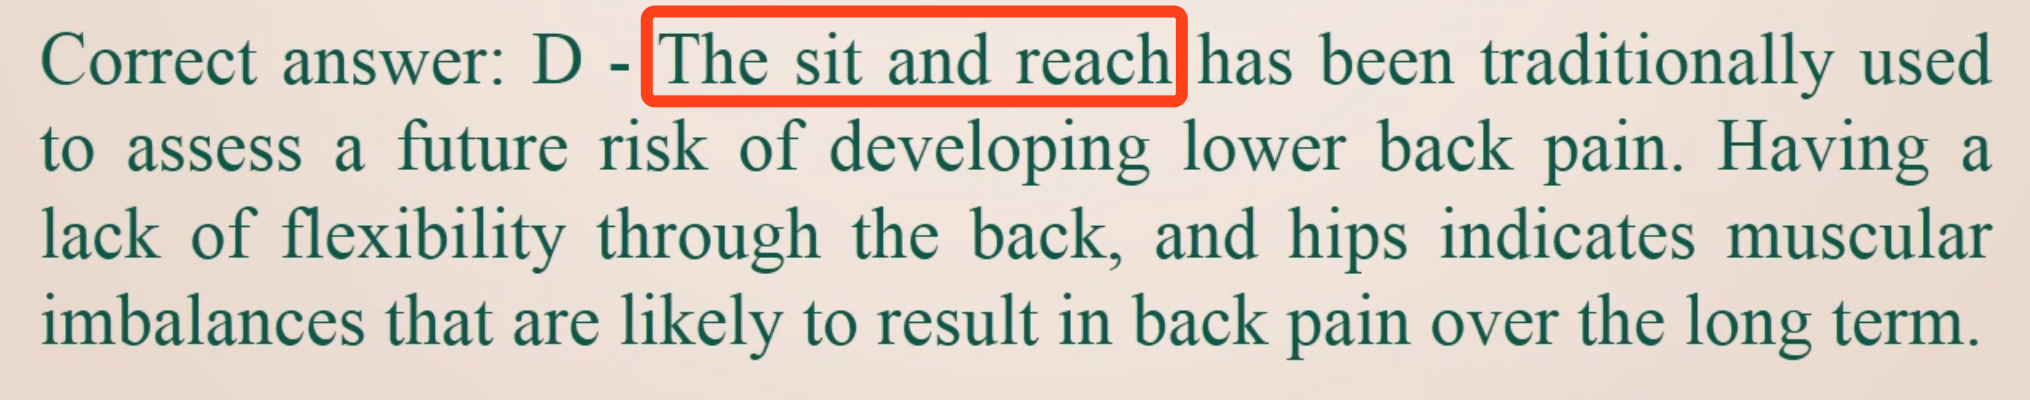 Correct answer: D - The sit and reach has been traditionally used
to assess a future risk of developing lower back pain. Having a
lack of flexibility through the back, and hips indicates muscular
imbalances that are likely to result in back pain over the long term.